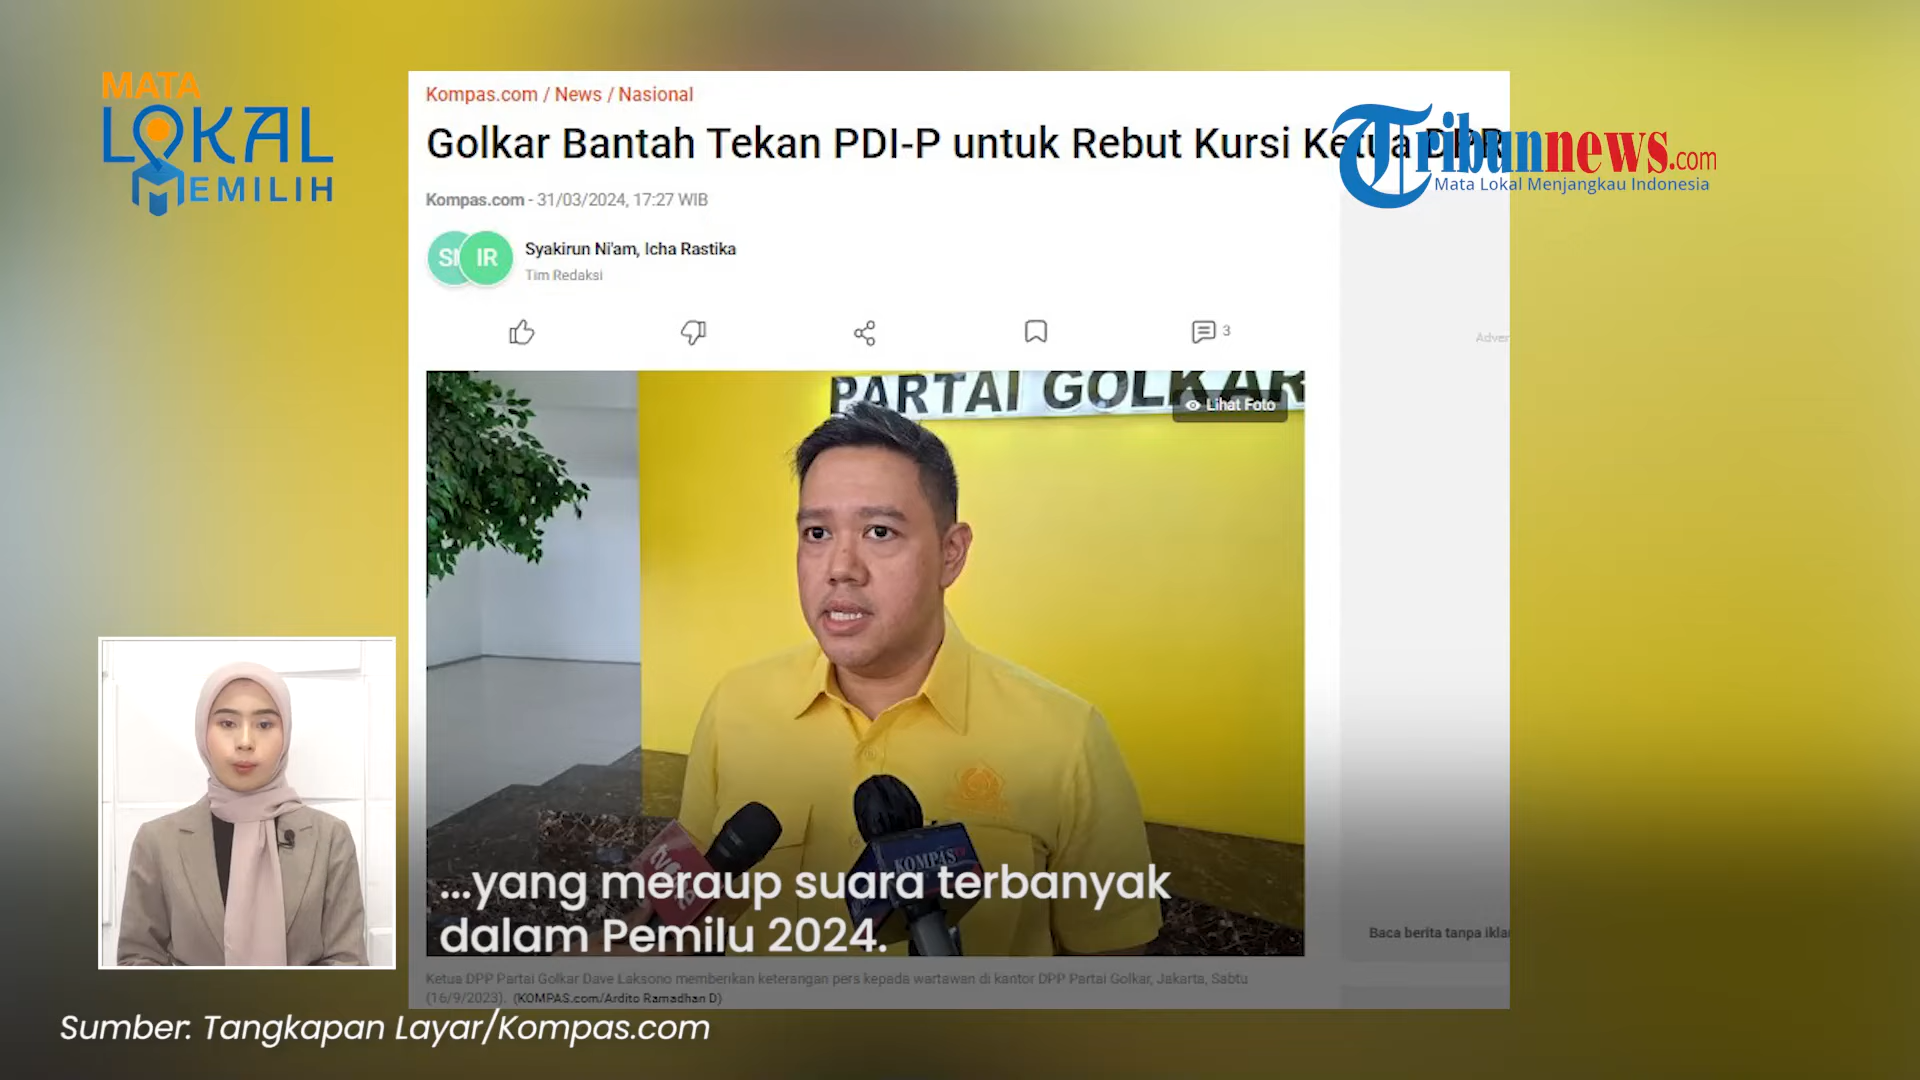 MATA
LOKAL
MEMILIH
Kompas.com / News / Nasional
Golkar Bantah Tekan PDI-P untuk Rebut Kursi Ketua DPR
Tribunnews.com
Mata Lokal Menjangkau Indonesia
Kompas.com - 31/03/2024, 17:27 WIB
IR
Syakirun Ni'am, Icha Rastika
Tim Redaksi
3
Adver
PARTAI GOLKAR
Lihat Foto
KOMPAS
...yang meraup suara terbanyak
dalam Pemilu 2024.
Baca berita tanpa ikla
Ketua DPP Partai Golkar Dave Laksono memberikan keterangan pers kepada wartawan di kantor DPP Partai Golkar, Jakarta, Sabtu
(16/9/2023). (KOMPAS.com/Ardito Ramadhan D)
Sumber: Tangkapan Layar/Kompas.com